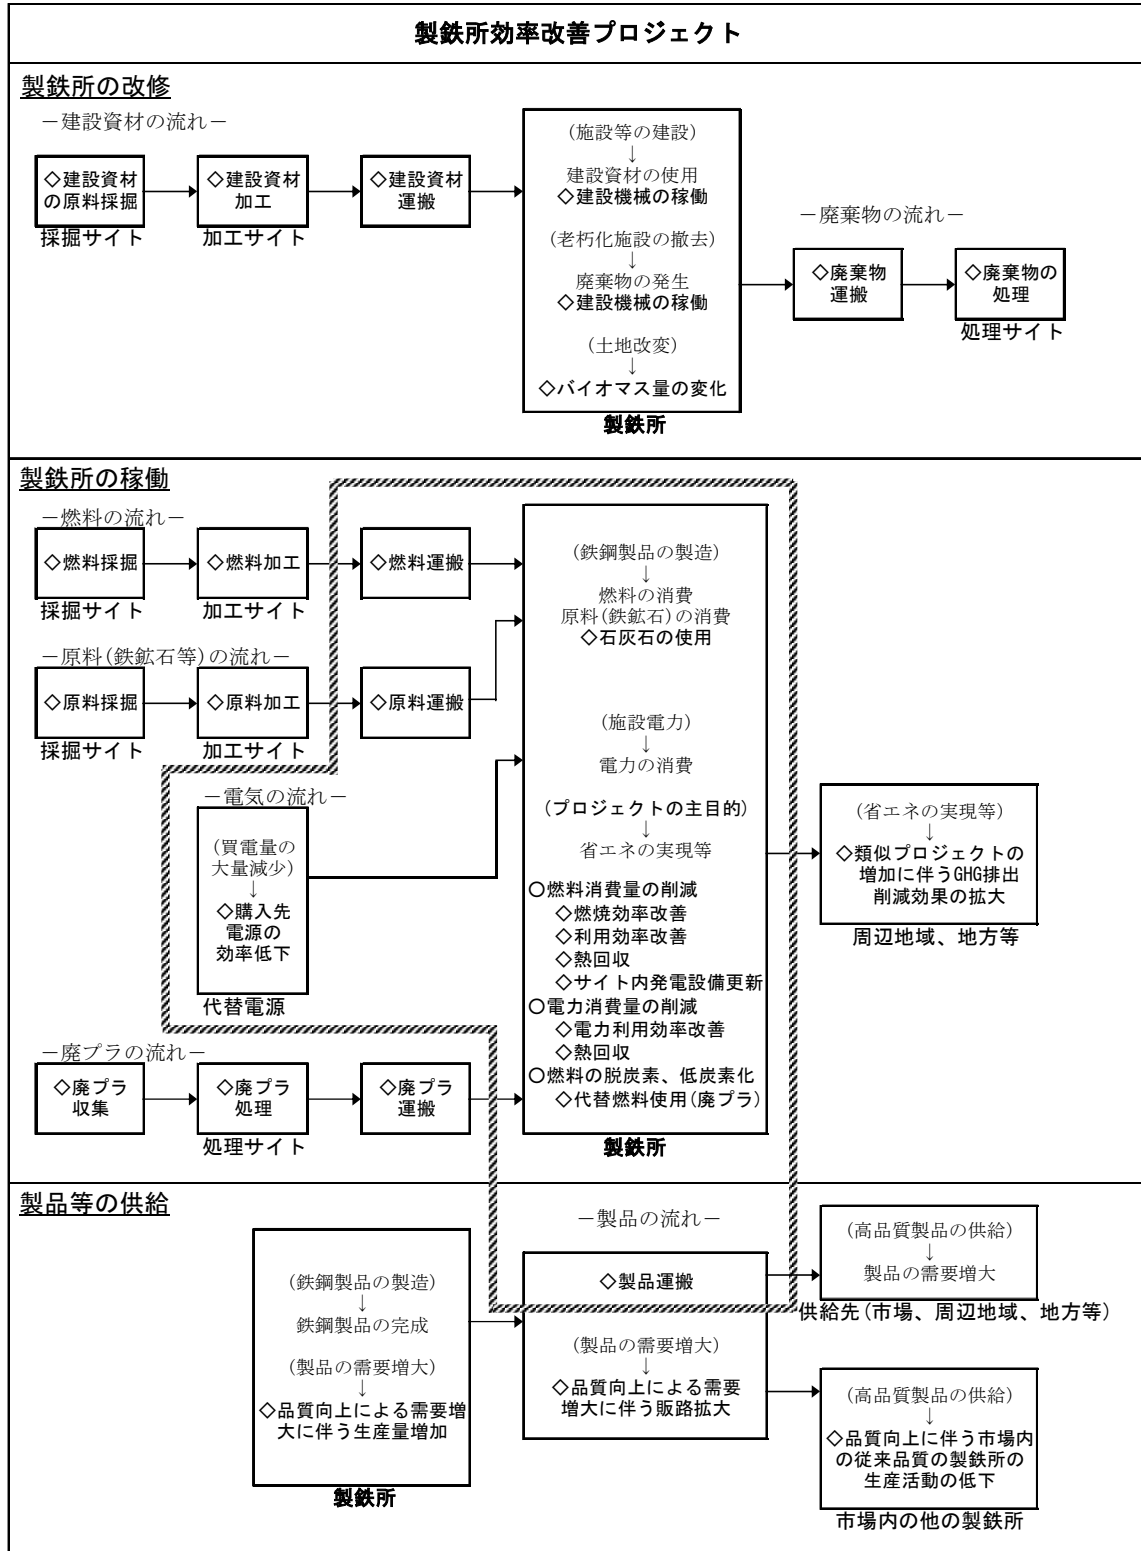 製鉄所効率改善プロジェクト
製鉄所の改修
－建設資材の流れ－
◇建設資材
の原料採掘
採掘サイト
◇建設資材
加工
加工サイト
◇建設資材
運搬
(施設等の建設)
↓
建設資材の使用
◇建設機械の稼働
(老朽化施設の撤去)
↓
廃棄物の発生
◇建設機械の稼働
(土地改変)
↓
◇バイオマス量の変化
製鉄所
－廃棄物の流れ－
◇廃棄物
運搬
◇廃棄物の
処理
処理サイト
製鉄所の稼働
－燃料の流れ－
◇燃料採掘
採掘サイト
◇燃料加工
加工サイト
◇燃料運搬
－原料(鉄鉱石等)の流れ－
◇原料採掘
採掘サイト
◇原料加工
加工サイト
◇原料運搬
－電気の流れ－
(買電量の
大量減少)
↓
◇購入先
電源の
効率低下
代替電源
－廃プラの流れ－
◇廃プラ
収集
◇廃プラ
処理
処理サイト
◇廃プラ
運搬
(鉄鋼製品の製造)
↓
燃料の消費
原料(鉄鉱石)の消費
◇石灰石の使用
(施設電力)
↓
電力の消費
(プロジェクトの主目的)
↓
省エネの実現等
○燃料消費量の削減
◇燃焼効率改善
◇利用効率改善
◇熱回収
◇サイト内発電設備更新
○電力消費量の削減
◇電力利用効率改善
◇熱回収
○燃料の脱炭素、低炭素化
◇代替燃料使用(廃プラ)
製鉄所
(省エネの実現等)
↓
◇類似プロジェクトの
増加に伴うGHG排出
削減効果の拡大
周辺地域、地方等
製品等の供給
(鉄鋼製品の製造)
↓
鉄鋼製品の完成
(製品の需要増大)
↓
◇品質向上による需要増
大に伴う生産量増加
製鉄所
－製品の流れ－
◇製品運搬
(製品の需要増大)
↓
◇品質向上による需要
増大に伴う販路拡大
(高品質製品の供給)
↓
製品の需要増大
供給先(市場、周辺地域、地方等)
(高品質製品の供給)
↓
◇品質向上に伴う市場内
の従来品質の製鉄所の
生産活動の低下
市場内の他の製鉄所